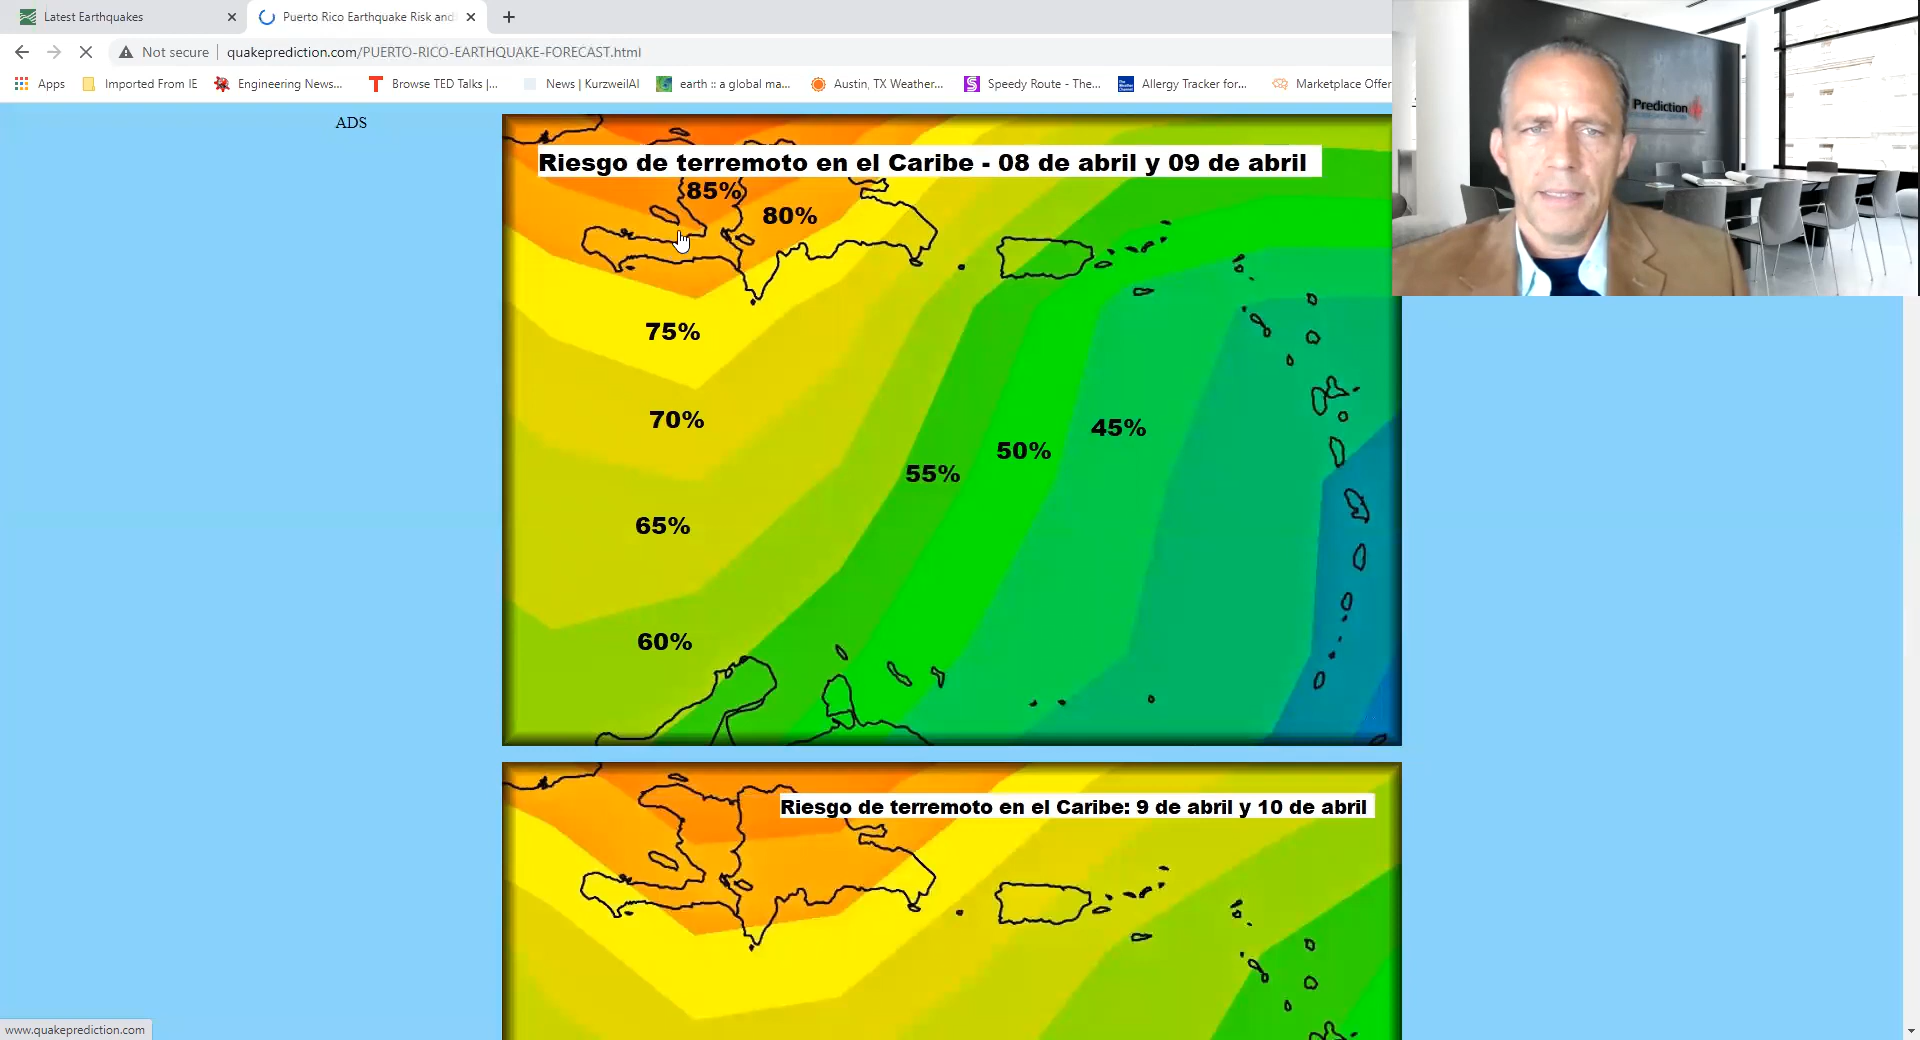 Latest Earthquakes
Puerto Rico Earthquake Risk and
Not secure
quakeprediction.com/PUERTO-RICO-EARTHQUAKE-FORECAST.html
Apps
Imported From IE
Engineering News...
Browse TED Talks |...
News | KurzweilAI
earth :: a global ma...
Austin, TX Weather...
Speedy Route - The...
Allergy Tracker for...
Marketplace Offer
Prediction
ADS
Riesgo de terremoto en el Caribe - 08 de abril y 09 de abril
85%
80%
75%
70%
65%
60%
55%
50%
45%
Riesgo de terremoto en el Caribe: 9 de abril y 10 de abril
www.quakeprediction.com